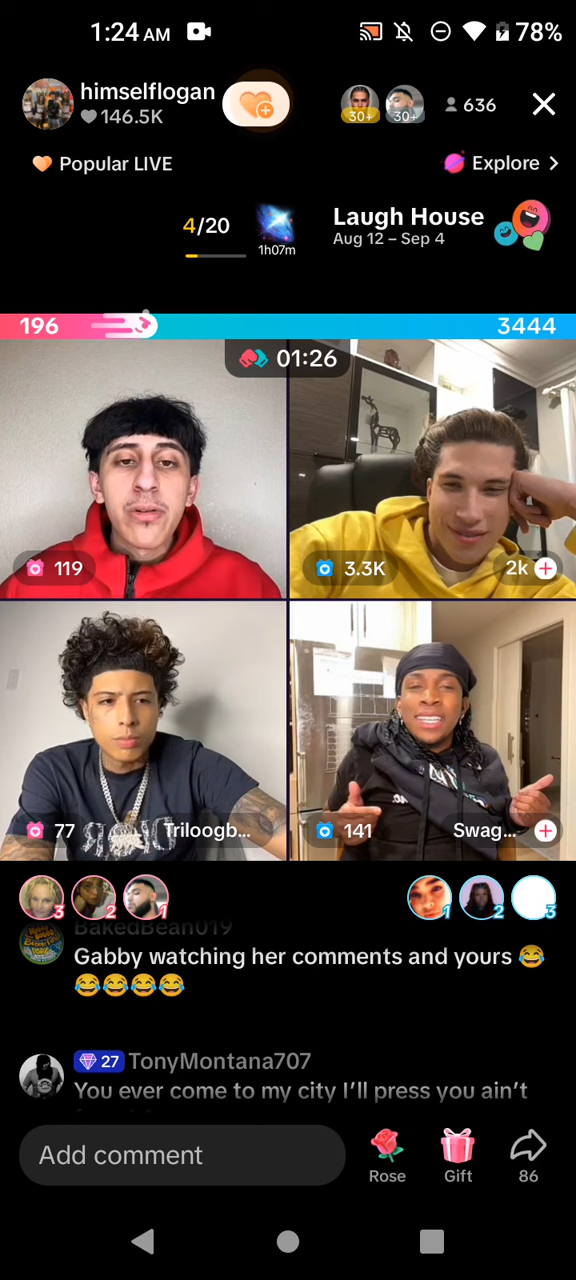 1:24 AM
78%
himselflogan
146.5K
30+
30+
636
Popular LIVE
Explore >
4/20
1h07m
Laugh House
Aug 12 – Sep 4
196
3444
01:26
119
3.3K
2k
77
Triloogb...
141
Swag...
3
2
1
1
2
3
BakedBean019
Gabby watching her comments and yours 😂
😂😂😂😂
27
TonyMontana707
You ever come to my city I'll press you ain't
Add comment
Rose
Gift
86